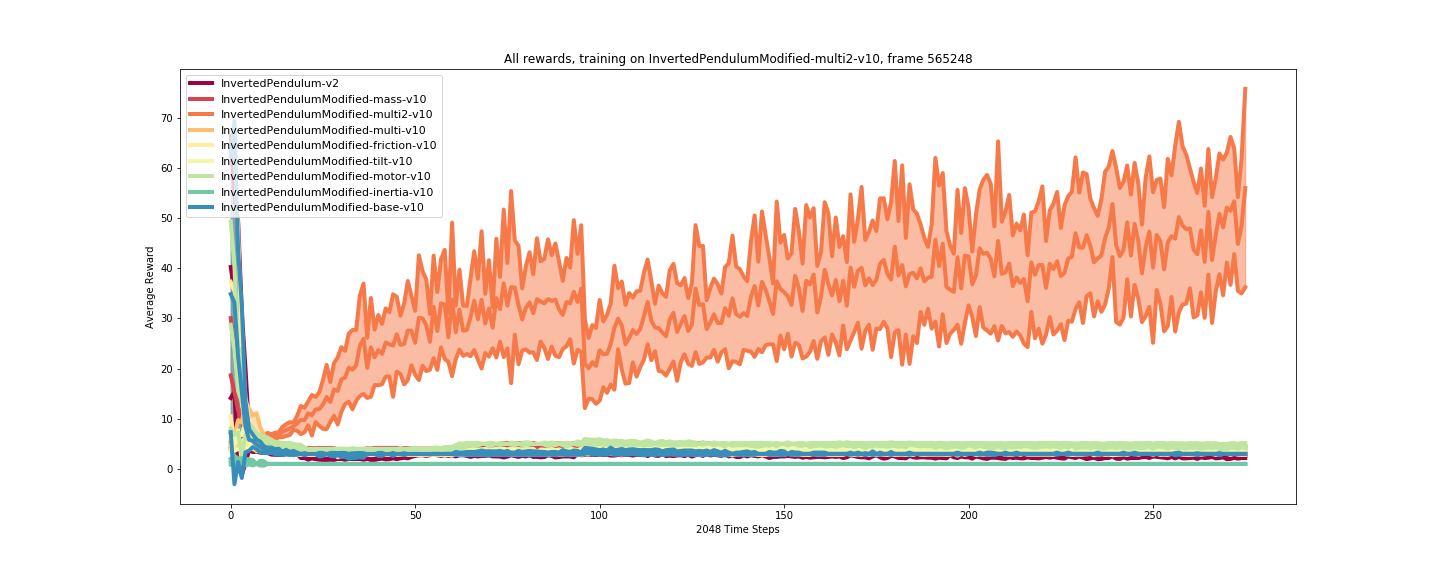 All rewards, training on InvertedPendulumModified-multi2-v10, frame 565248
InvertedPendulum-v2
InvertedPendulumModified-mass-v10
InvertedPendulumModified-multi2-v10
InvertedPendulumModified-multi-v10
InvertedPendulumModified-friction-v10
InvertedPendulumModified-tilt-v10
InvertedPendulumModified-motor-v10
InvertedPendulumModified-inertia-v10
InvertedPendulumModified-base-v10
Average Reward
70
60
50
40
30
20
10
0
0 50 100 150 200 250
2048 Time Steps